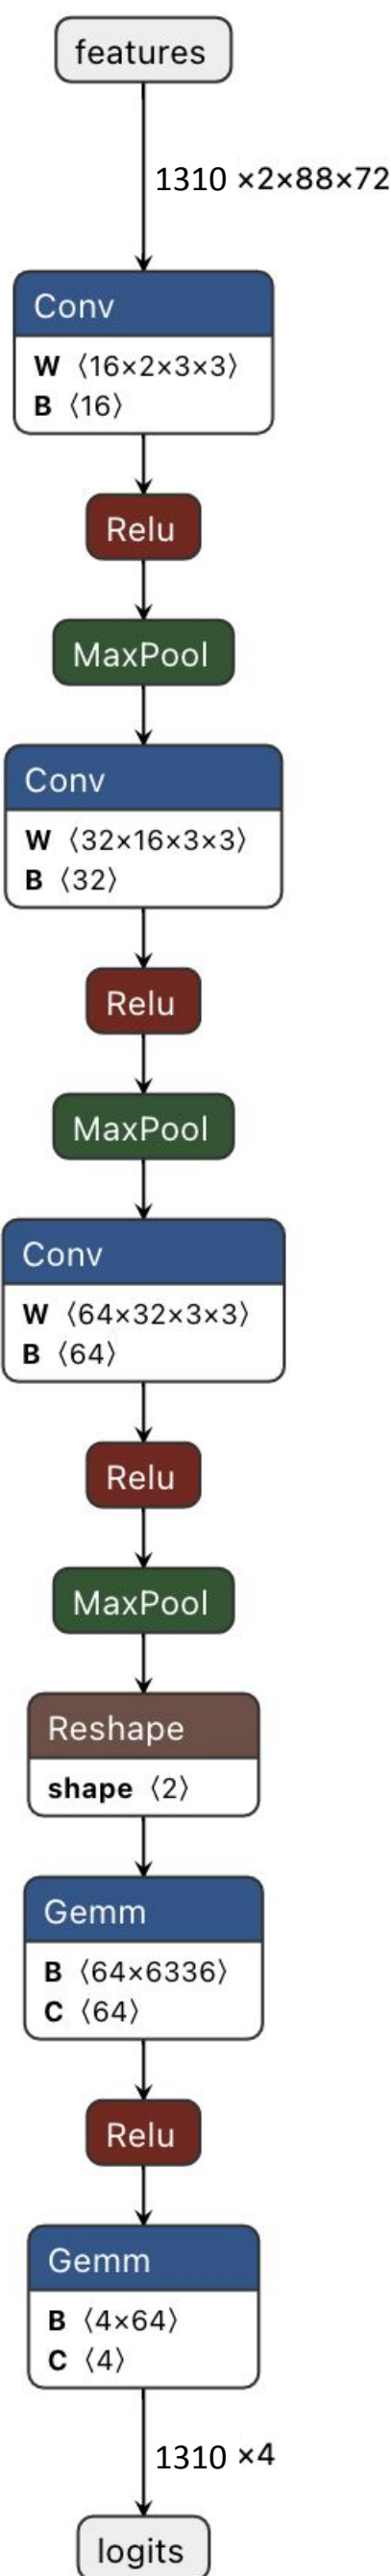 features
1310 ×2×88×72
Conv
W ⟨16×2×3×3⟩
B ⟨16⟩
Relu
MaxPool
Conv
W ⟨32×16×3×3⟩
B ⟨32⟩
Relu
MaxPool
Conv
W ⟨64×32×3×3⟩
B ⟨64⟩
Relu
MaxPool
Reshape
shape ⟨2⟩
Gemm
B ⟨64×6336⟩
C ⟨64⟩
Relu
Gemm
B ⟨4×64⟩
C ⟨4⟩
1310 ×4
logits